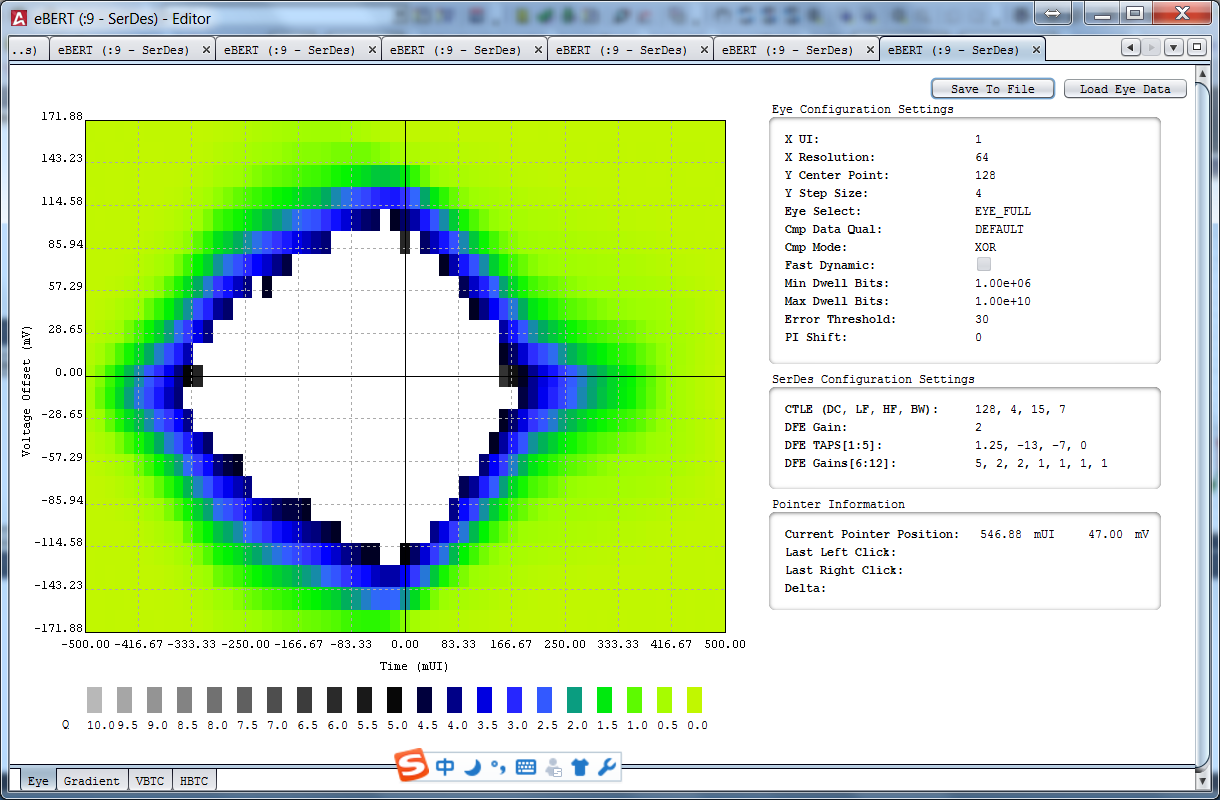 eBERT (:9 - SerDes) - Editor
..s) eBERT (:9 - SerDes) eBERT (:9 - SerDes) eBERT (:9 - SerDes) eBERT (:9 - SerDes) eBERT (:9 - SerDes) eBERT (:9 - SerDes)
Save To File Load Eye Data
Eye Configuration Settings
X UI: 1
X Resolution: 64
Y Center Point: 128
Y Step Size: 4
Eye Select: EYE_FULL
Cmp Data Qual: DEFAULT
Cmp Mode: XOR
Fast Dynamic:
Min Dwell Bits: 1.00e+06
Max Dwell Bits: 1.00e+10
Error Threshold: 30
PI Shift: 0
SerDes Configuration Settings
CTLE (DC, LF, HF, BW): 128, 4, 15, 7
DFE Gain: 2
DFE TAPS[1:5]: 1.25, -13, -7, 0
DFE Gains[6:12]: 5, 2, 2, 1, 1, 1, 1
Pointer Information
Current Pointer Position: 546.88 mUI 47.00 mV
Last Left Click:
Last Right Click:
Delta:
Voltage Offset (mV)
171.88
143.23
114.58
85.94
57.29
28.65
0.00
-28.65
-57.29
-85.94
-114.58
-143.23
-171.88
-500.00 -416.67 -333.33 -250.00 -166.67 -83.33 0.00 83.33 166.67 250.00 333.33 416.67 500.00
Time (mUI)
Q 10.0 9.5 9.0 8.5 8.0 7.5 7.0 6.5 6.0 5.5 5.0 4.5 4.0 3.5 3.0 2.5 2.0 1.5 1.0 0.5 0.0
中
Eye Gradient VBTC HBTC